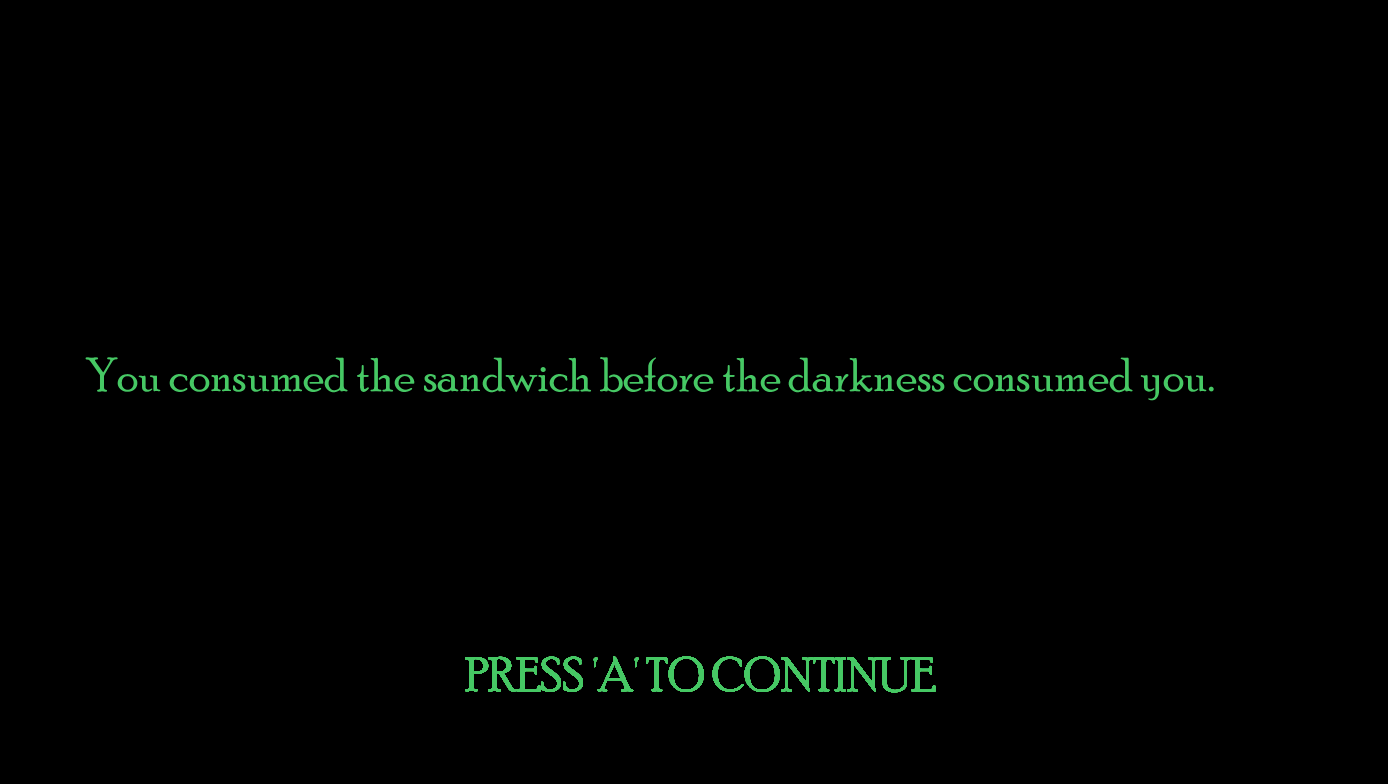 You consumed the sandwich before the darkness consumed you.
PRESS 'A' TO CONTINUE